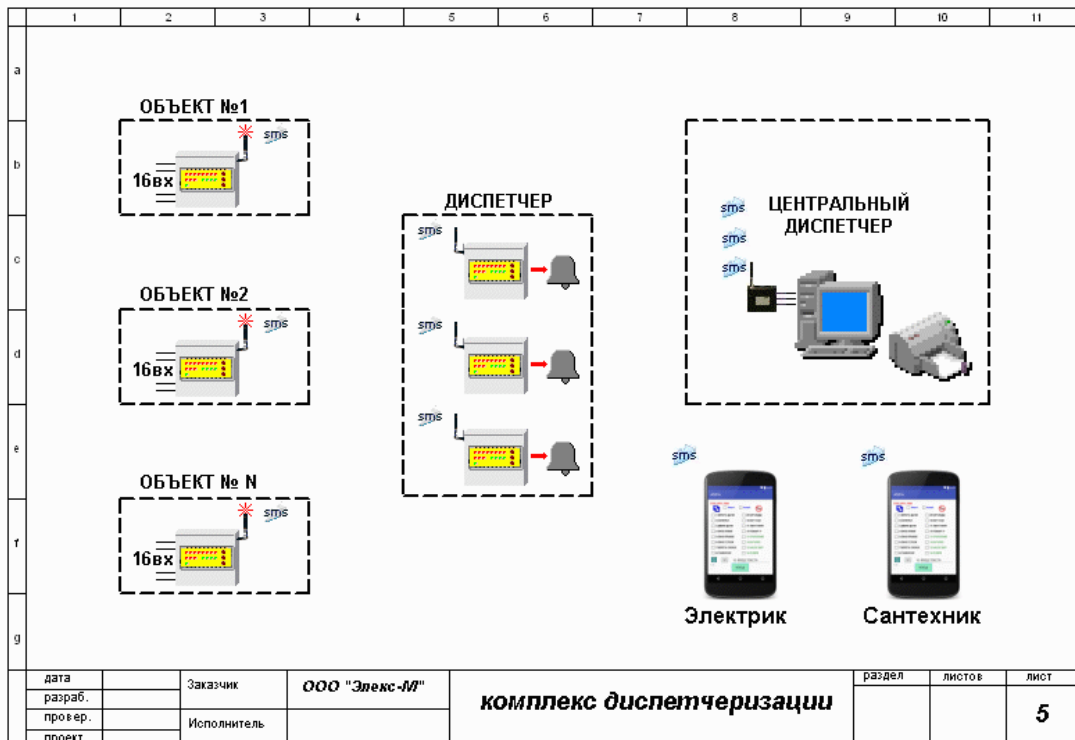 1 2 3 4 5 6 7 8 9 10 11
a
b
c
d
e
f
g
ОБЪЕКТ №1
sms
16вх
ОБЪЕКТ №2
sms
16вх
ОБЪЕКТ № N
sms
16вх
ДИСПЕТЧЕР
sms
sms
sms
ЦЕНТРАЛЬНЫЙ
ДИСПЕТЧЕР
sms
sms
sms
sms
Электрик
sms
Сантехник
дата
разраб.
провер.
проект
Заказчик
ООО "Элекс-М"
Исполнитель
комплекс диспетчеризации
раздел
листов
лист
5